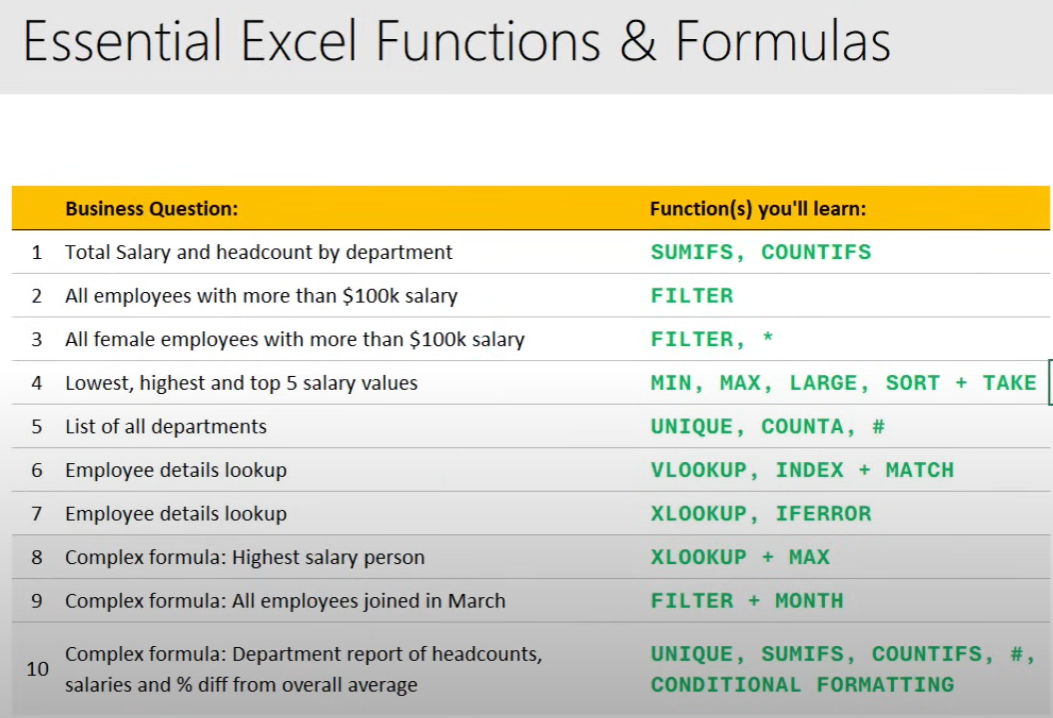 Essential Excel Functions & Formulas
Business Question: Function(s) you'll learn:
1 Total Salary and headcount by department SUMIFS, COUNTIFS
2 All employees with more than $100k salary FILTER
3 All female employees with more than $100k salary FILTER, *
4 Lowest, highest and top 5 salary values MIN, MAX, LARGE, SORT + TAKE
5 List of all departments UNIQUE, COUNTA, #
6 Employee details lookup VLOOKUP, INDEX + MATCH
7 Employee details lookup XLOOKUP, IFERROR
8 Complex formula: Highest salary person XLOOKUP + MAX
9 Complex formula: All employees joined in March FILTER + MONTH
10 Complex formula: Department report of headcounts, UNIQUE, SUMIFS, COUNTIFS, #,
salaries and % diff from overall average CONDITIONAL FORMATTING